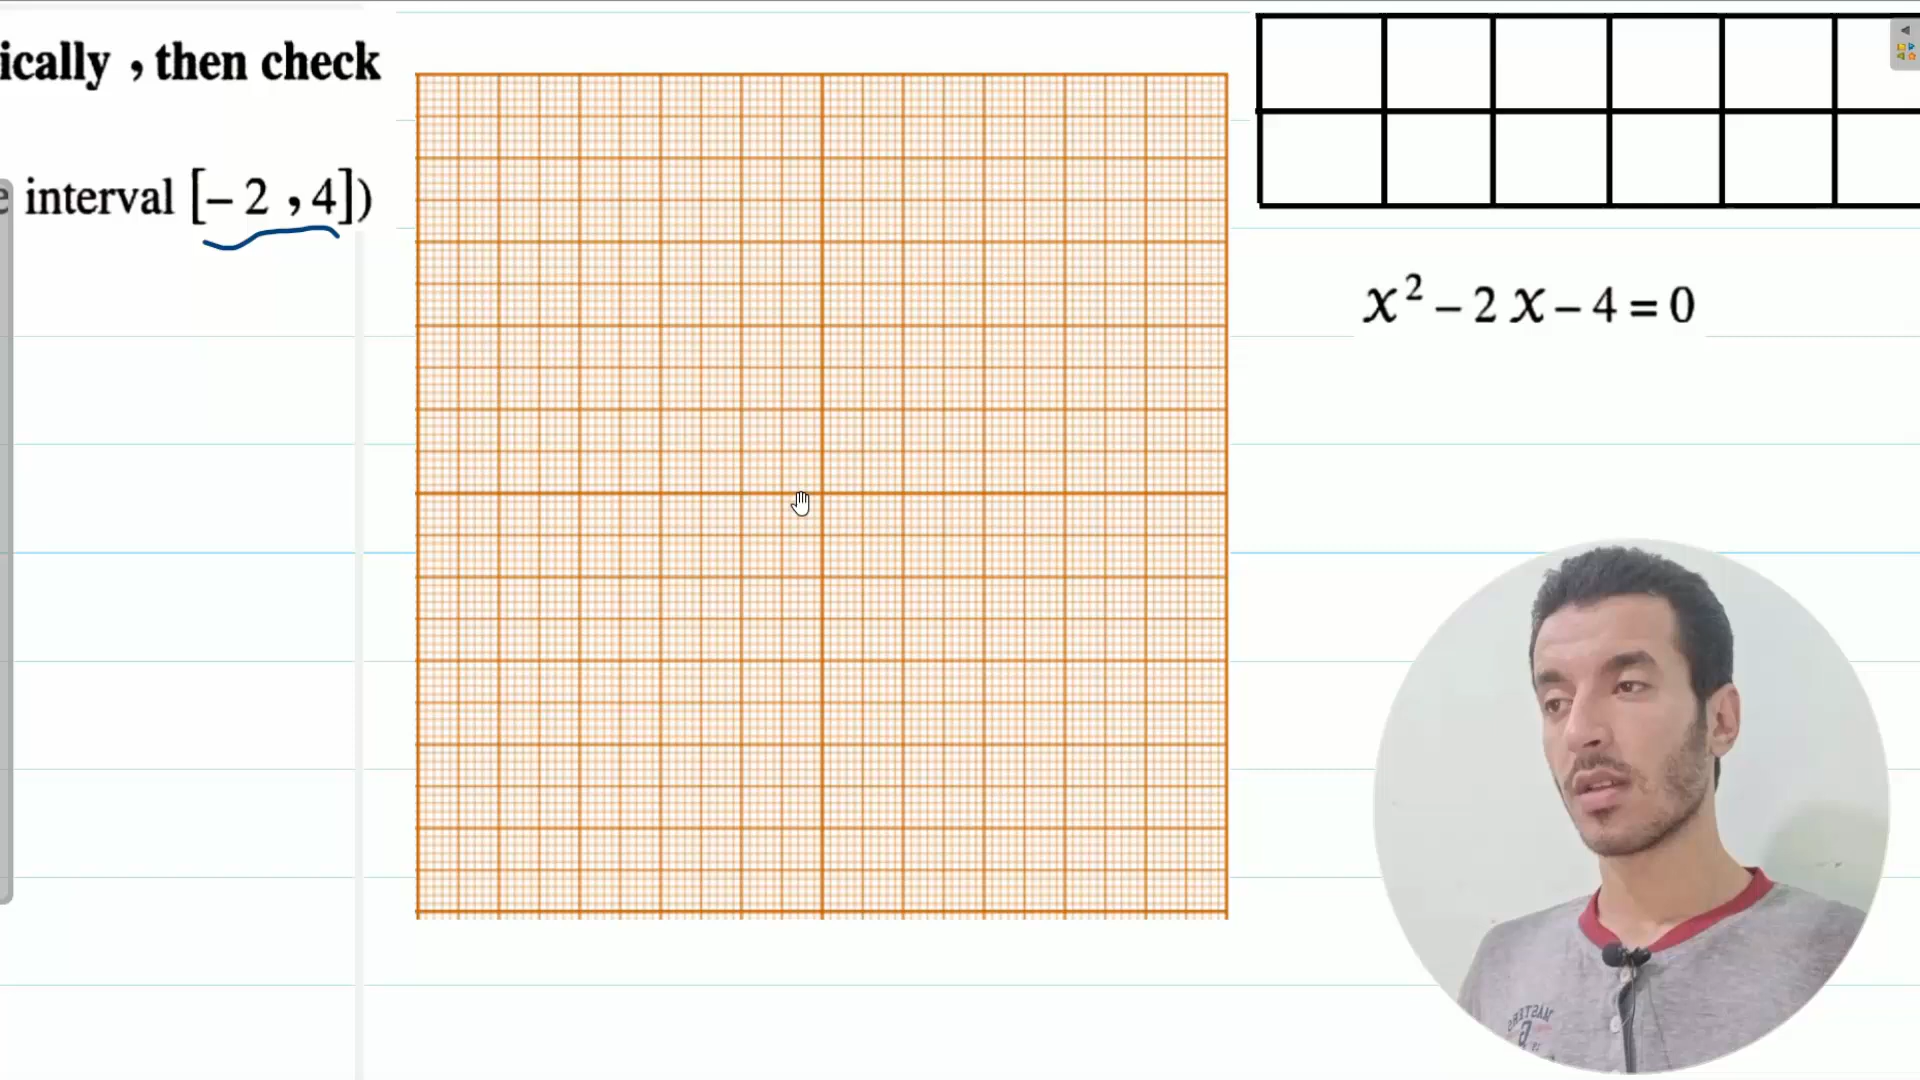 ically , then check
e interval [– 2 , 4])
x² – 2 x – 4 = 0